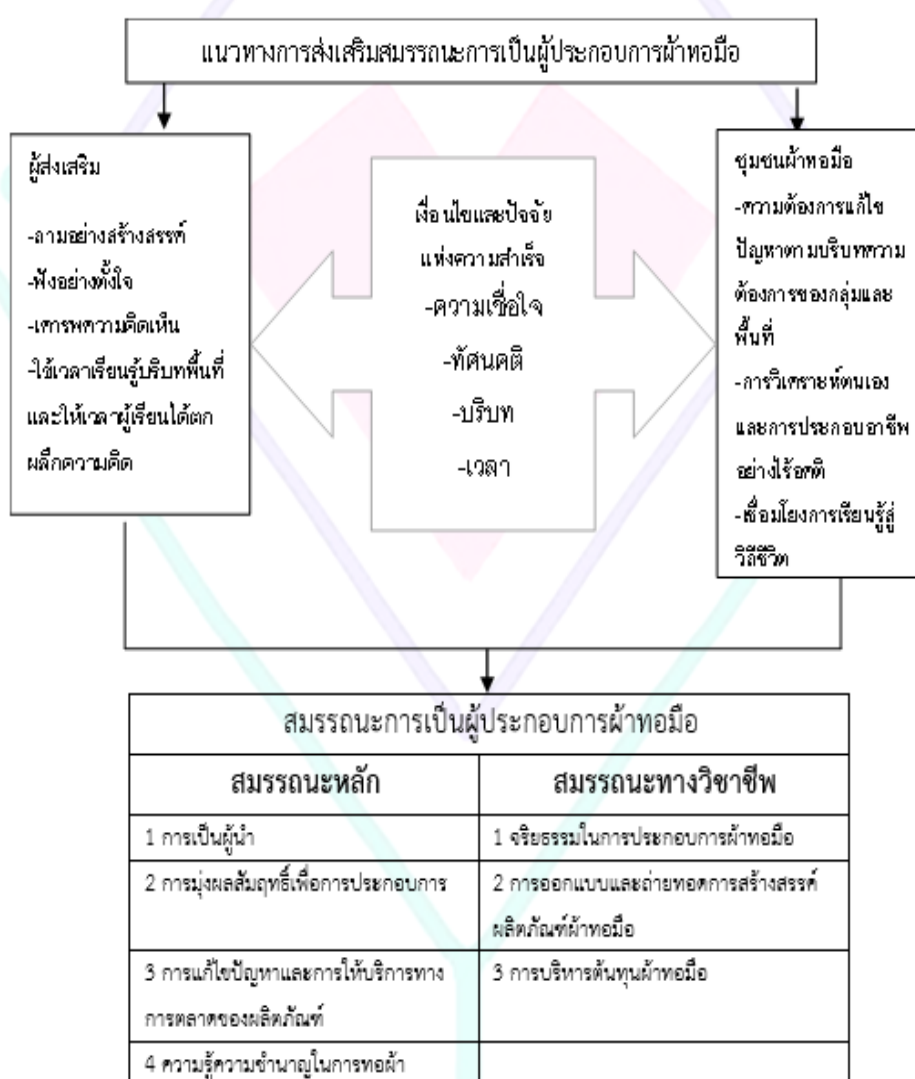 แนวทางการส่งเสริมสมรรถนะการเป็นผู้ประกอบการผ้าทอมือ
ผู้ส่งเสริม
-ถามอย่างสร้างสรรค์
-ฟังอย่างตั้งใจ
-เคารพความคิดเห็น
-ใช้เวลาเรียนรู้บริบทพื้นที่
และให้เวลาผู้เรียนได้ตก
ผลึกความคิด
เงื่อนไขและปัจจัย
แห่งความสำเร็จ
-ความเชื่อใจ
-ทัศนคติ
-บริบท
-เวลา
ชุมชนผ้าทอมือ
-ความต้องการแก้ไข
ปัญหาตามบริบทความ
ต้องการของกลุ่มและ
พื้นที่
-การวิเคราะห์ตนเอง
และการประกอบอาชีพ
อย่างไร้อคติ
-เชื่อมโยงการเรียนรู้สู่
วิถีชีวิต
สมรรถนะการเป็นผู้ประกอบการผ้าทอมือ
สมรรถนะหลัก
สมรรถนะทางวิชาชีพ
1 การเป็นผู้นำ
1 จริยธรรมในการประกอบการผ้าทอมือ
2 การมุ่งผลสัมฤทธิ์เพื่อการประกอบการ
2 การออกแบบและถ่ายทอดการสร้างสรรค์
ผลิตภัณฑ์ผ้าทอมือ
3 การแก้ไขปัญหาและการให้บริการทาง
การตลาดของผลิตภัณฑ์
3 การบริหารต้นทุนผ้าทอมือ
4 ความรู้ความชำนาญในการทอผ้า